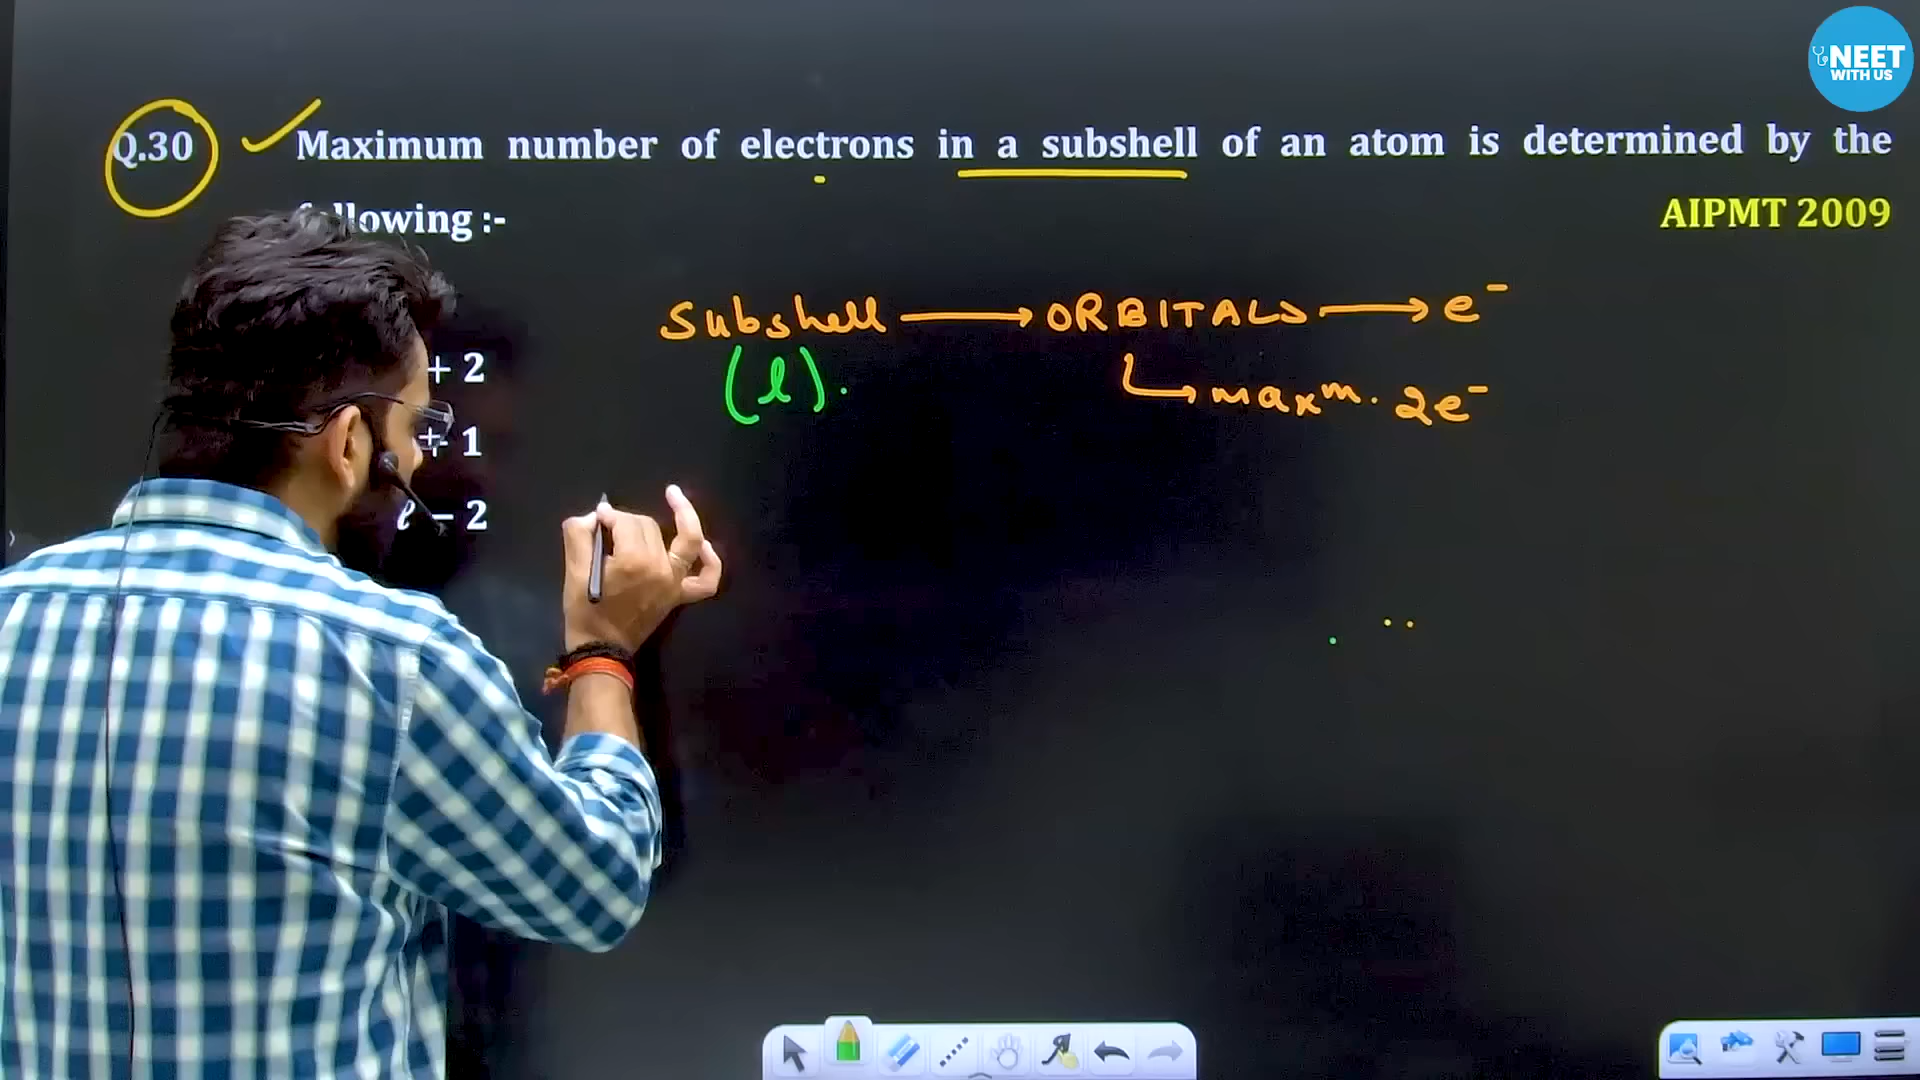 NEET
WITH US
Q.30 Maximum number of electrons in a subshell of an atom is determined by the
following :-
AIPMT 2009
Subshell → ORBITALS → e⁻
(l).
maxᵐ. 2e⁻
+ 2
+ 1
ℓ − 2